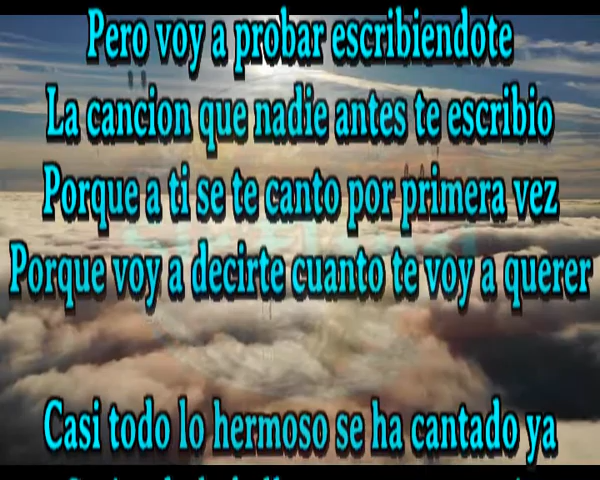 Pero voy a probar escribiendote
La cancion que nadie antes te escribio
Porque a ti se te canto por primera vez
Porque voy a decirte cuanto te voy a querer
Casi todo lo hermoso se ha cantado ya